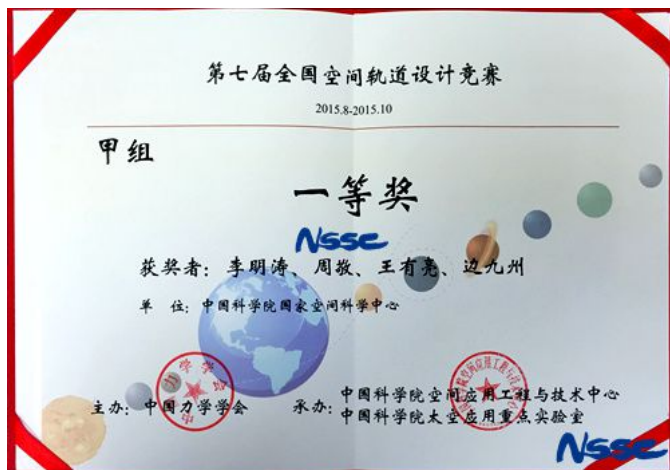 第七届全国空间轨道设计竞赛
2015.8-2015.10
甲组
一等奖
NSSC
获奖者：李明涛、周敬、王有亮、边九州
单 位：中国科学院国家空间科学中心
主办：中国力学学会
承办：中国科学院空间应用工程与技术中心
中国科学院太空应用重点实验室
NSSC